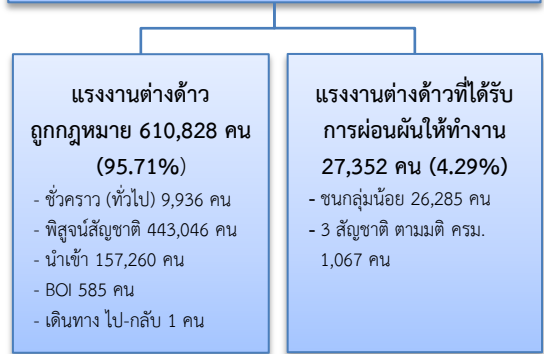 แรงงานต่างด้าว
ถูกกฎหมาย 610,828 คน
(95.71%)
- ชั่วคราว (ทั่วไป) 9,936 คน
- พิสูจน์สัญชาติ 443,046 คน
- นำเข้า 157,260 คน
- BOI 585 คน
- เดินทาง ไป-กลับ 1 คน
แรงงานต่างด้าวที่ได้รับ
การผ่อนผันให้ทำงาน
27,352 คน (4.29%)
- ชนกลุ่มน้อย 26,285 คน
- 3 สัญชาติ ตามมติ ครม.
1,067 คน